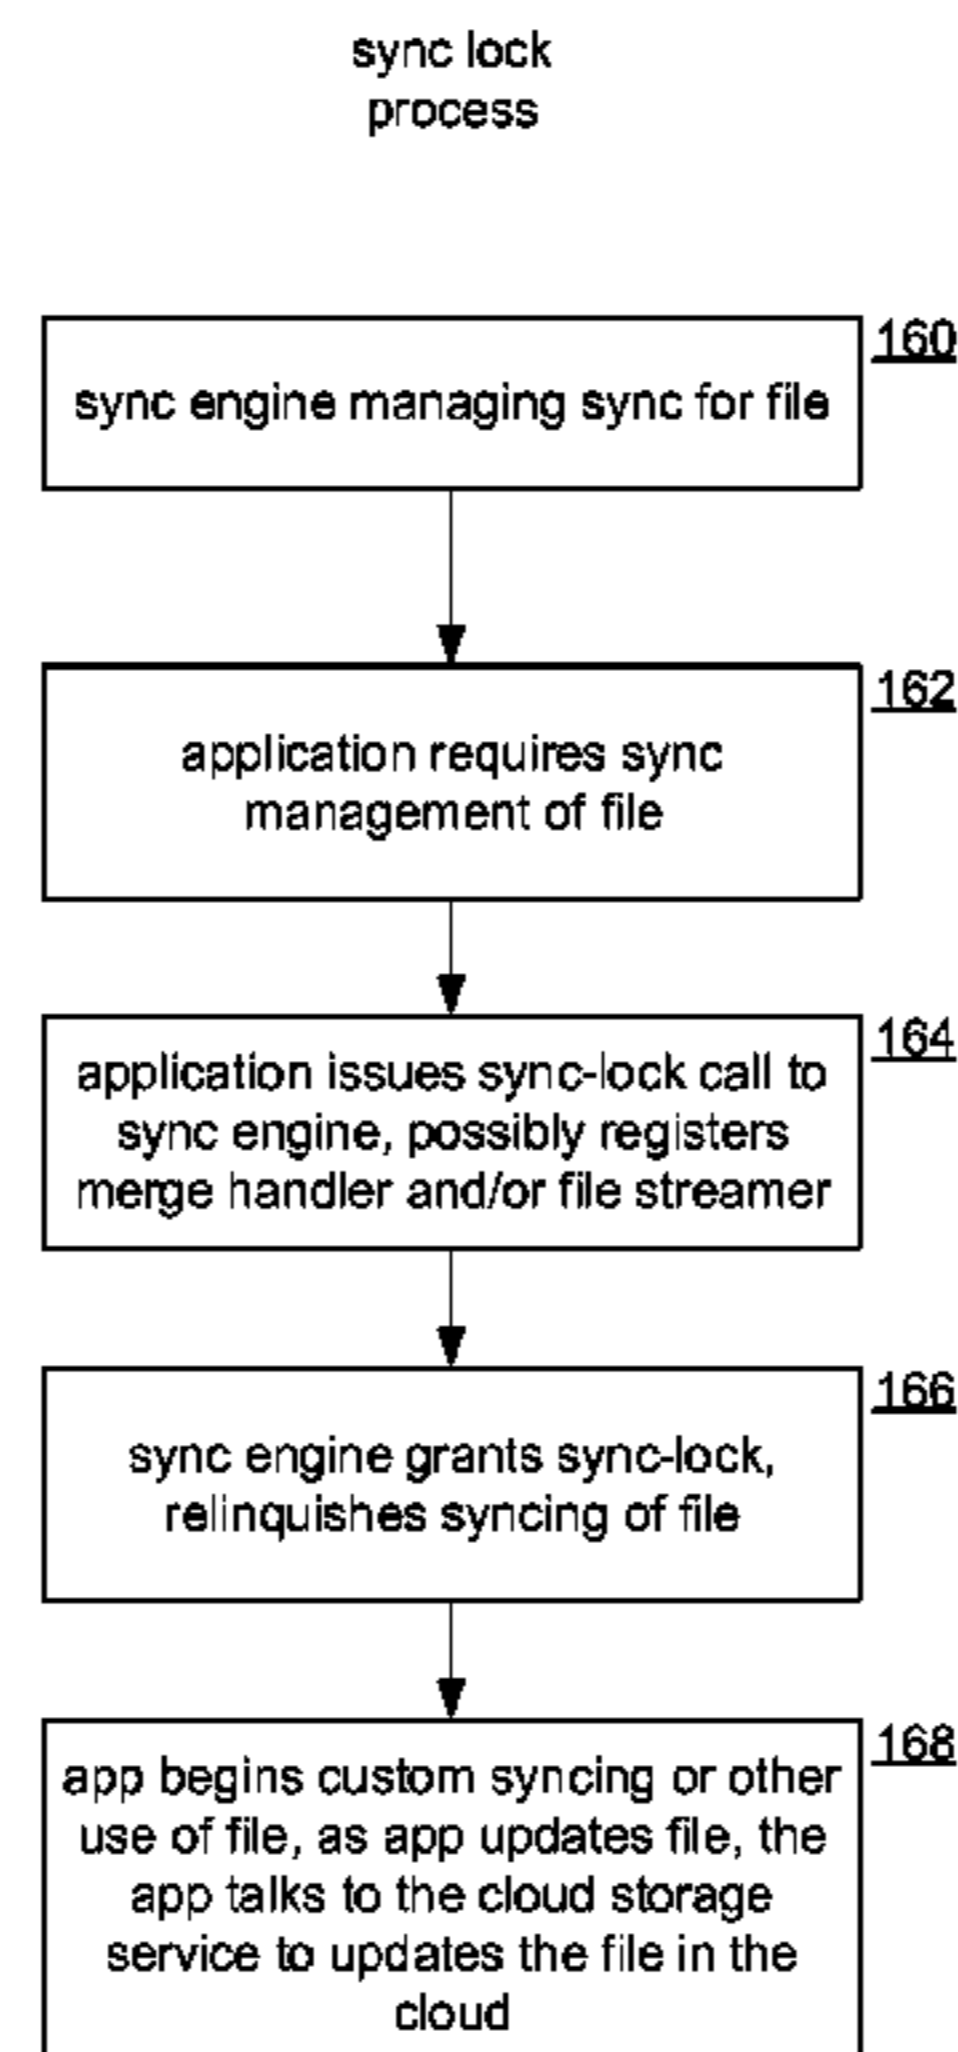 sync lock
process
160
sync engine managing sync for file
162
application requires sync
management of file
164
application issues sync-lock call to
sync engine, possibly registers
merge handler and/or file streamer
166
sync engine grants sync-lock,
relinquishes syncing of file
168
app begins custom syncing or other
use of file, as app updates file, the
app talks to the cloud storage
service to updates the file in the
cloud